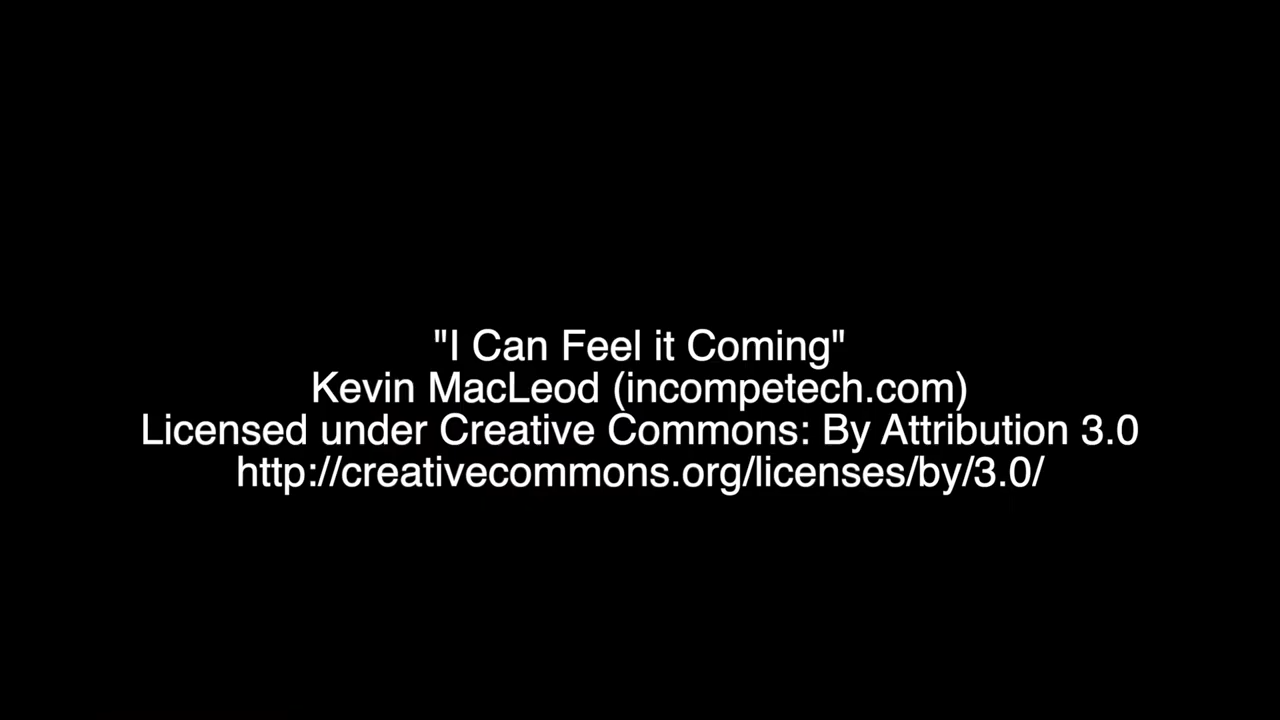 "I Can Feel it Coming"
Kevin MacLeod (incompetech.com)
Licensed under Creative Commons: By Attribution 3.0
http://creativecommons.org/licenses/by/3.0/